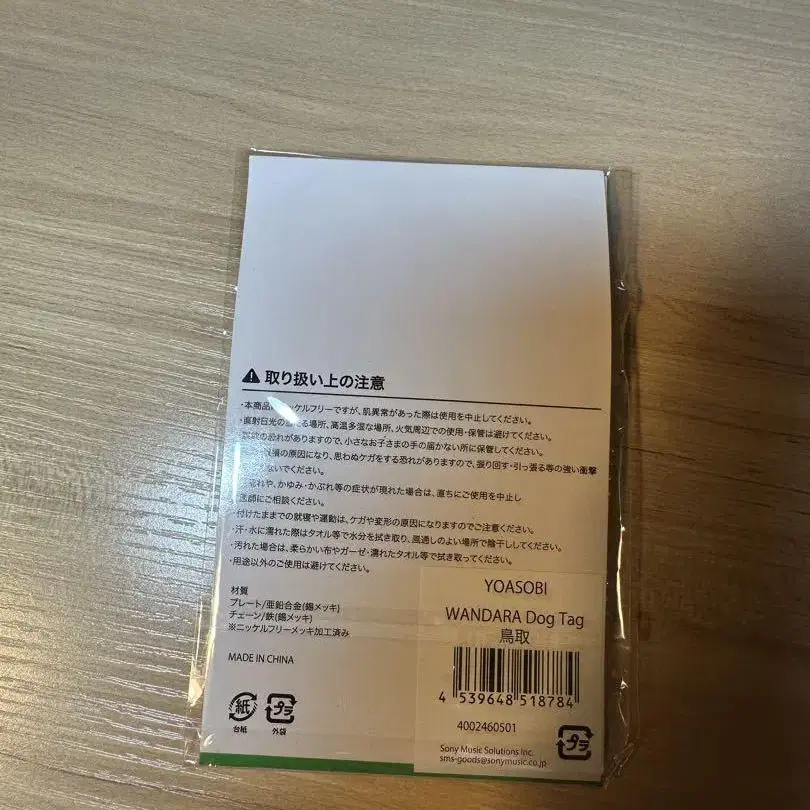 取り扱い上の注意
・本商品 ッケルフリーですが、肌異常があった際は使用を中止してください。
・直射日光の る場所、高温多湿な場所、火気周辺での使用・保管は避けてください。
の恐れがありますので、小さなお子さまの手の届かない所に保管してください。
損の原因になり、思わぬケガをする恐れがありますので、振り回す・引っ張る等の強い衝撃
ないでください。
れや、かゆみ・かぶれ等の症状が現れた場合は、直ちにご使用を中止し
医師にご相談ください。
・付けたままでの就寝や運動は、ケガや変形の原因になりますのでご注意ください。
・汗・水に濡れた際はタオル等で水分を拭き取り、風通しのよい場所で陰干ししてください。
・汚れた場合は、柔らかい布やガーゼ・濡れたタオル等で拭き取ってください。
・用途以外のご使用は避けてください。
材質
プレート/亜鉛合金(錫メッキ)
チェーン/鉄(錫メッキ)
※ニッケルフリーメッキ加工済み
MADE IN CHINA
紙
台紙
プラ
外袋
YOASOBI
WANDARA Dog Tag
鳥取
4 539648 518784
4002460501
Sony Music Solutions Inc.
sms-goods@sonymusic.co.jp
プラ